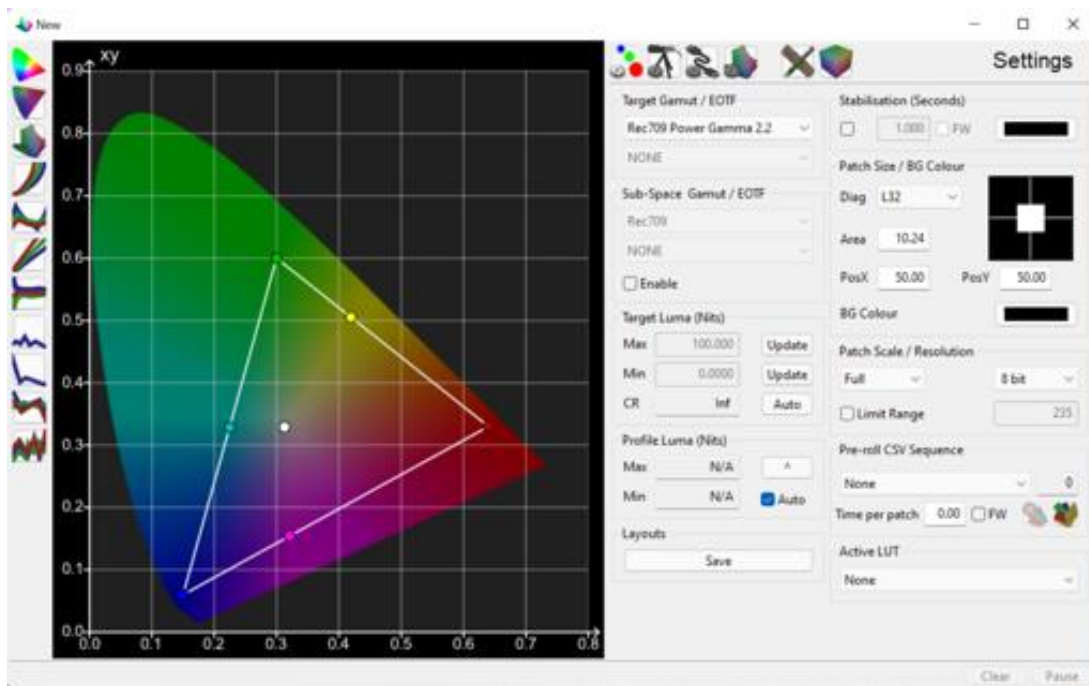 New
xy
0.9
0.8
0.7
0.6
0.5
0.4
0.3
0.2
0.1
0.0
0.0 0.1 0.2 0.3 0.4 0.5 0.6 0.7 0.8
Settings
Target Gamut / EOTF
Rec709 Power Gamma 2.2
NONE
Sub-Space Gamut / EOTF
Rec709
NONE
Enable
Target Luma (Nits)
Max 100.000 Update
Min 0.0000 Update
CR Inf Auto
Profile Luma (Nits)
Max N/A ^
Min N/A Auto
Layouts
Save
Stabilisation (Seconds)
1.000 FW
Patch Size / BG Colour
Diag L32
Area 10.24
PosX 50.00 PosY 50.00
BG Colour
Patch Scale / Resolution
Full 8 bit
Limit Range 235
Pre-roll CSV Sequence
None 0
Time per patch 0.00 FW
Active LUT
None
Clear Pause